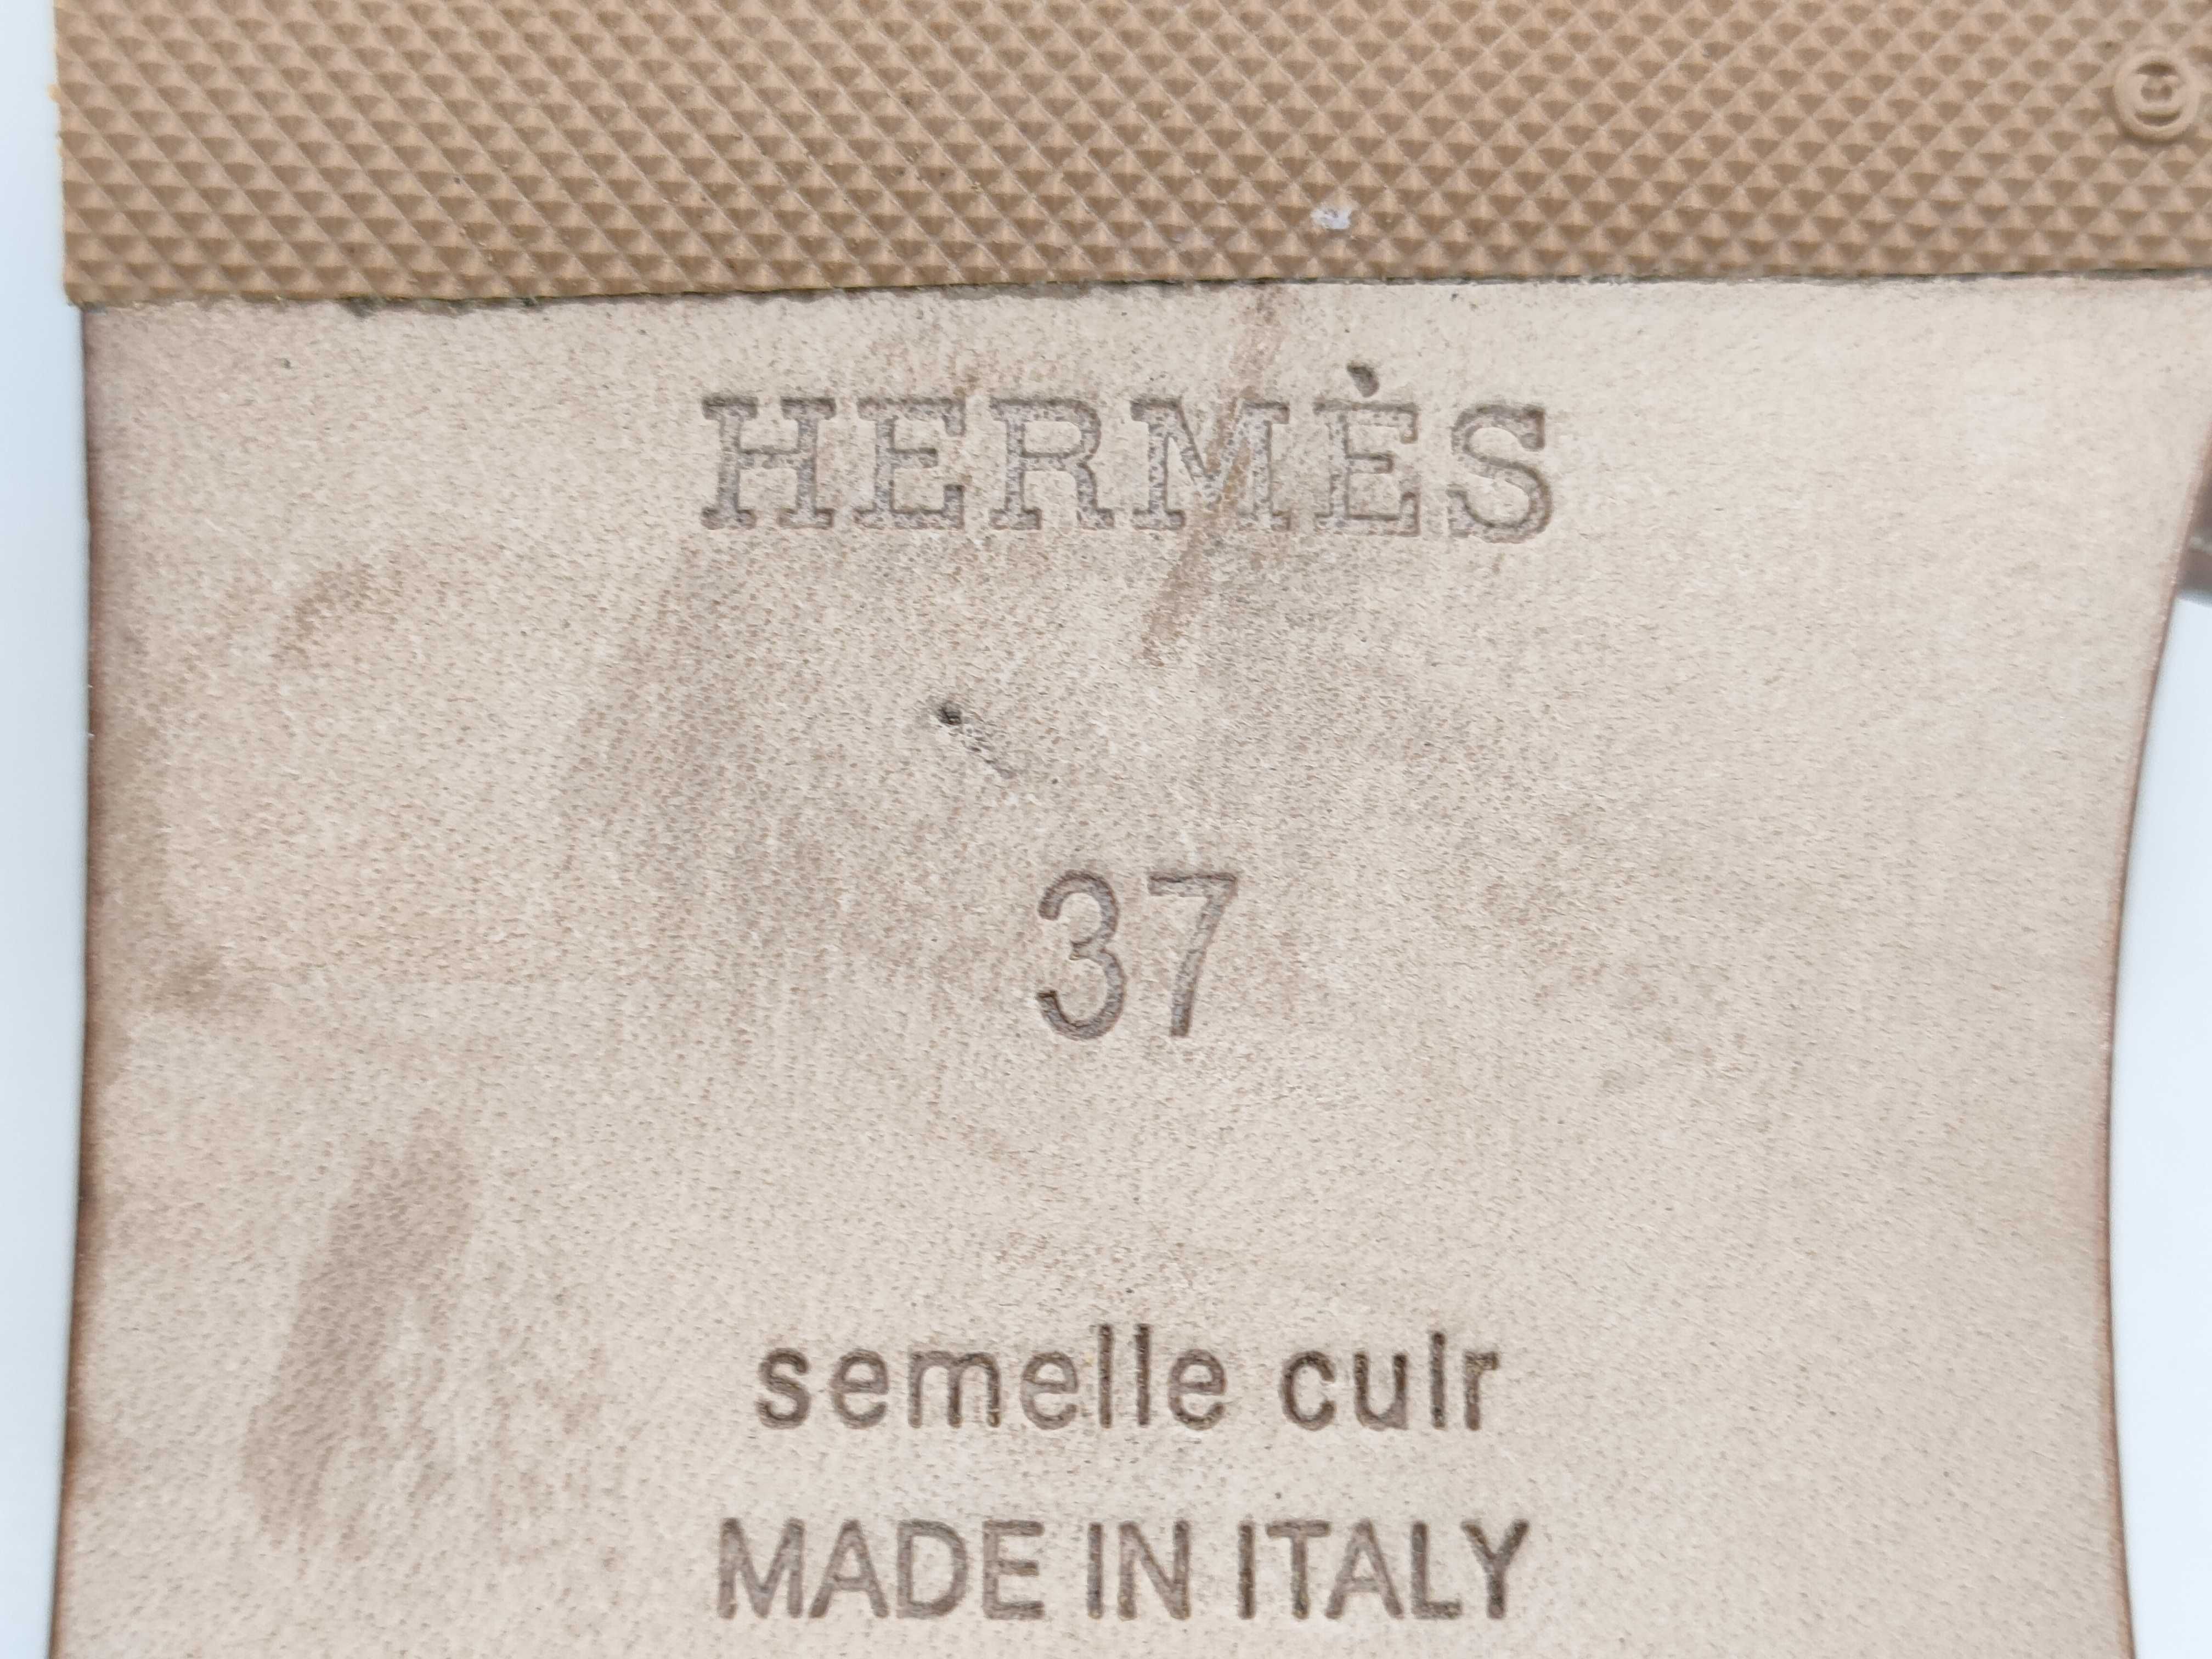 HERMÈS
37
semelle cuir
MADE IN ITALY